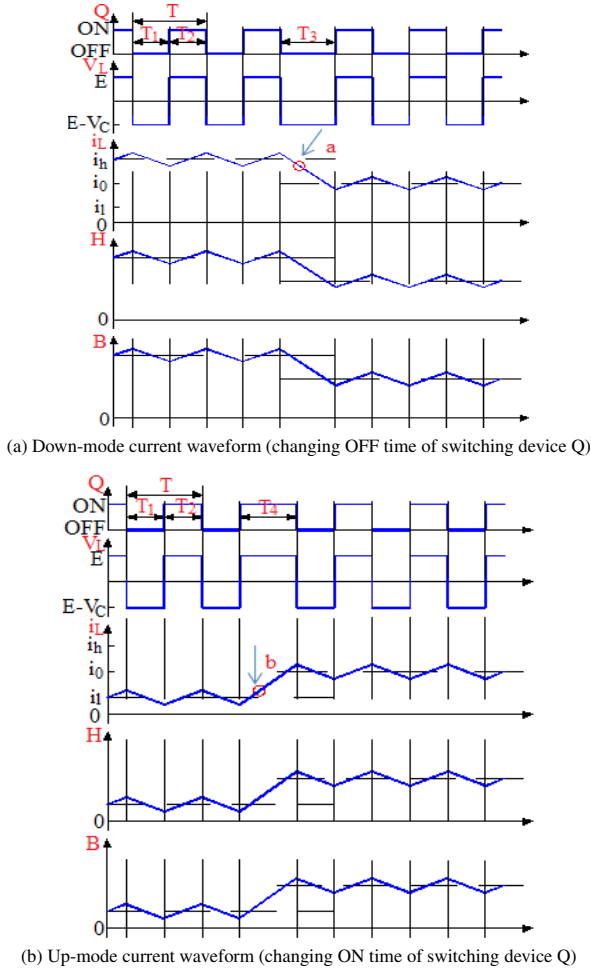 Q
T
ON
T1 T2 T3
OFF
VL
E
E-VC
iL
a
ih
i0
i1
0
H
0
B
0
(a) Down-mode current waveform (changing OFF time of switching device Q)
Q
T
ON
T1 T2 T4
OFF
VL
E
E-VC
iL
ih
b
i0
i1
0
H
0
B
0
(b) Up-mode current waveform (changing ON time of switching device Q)